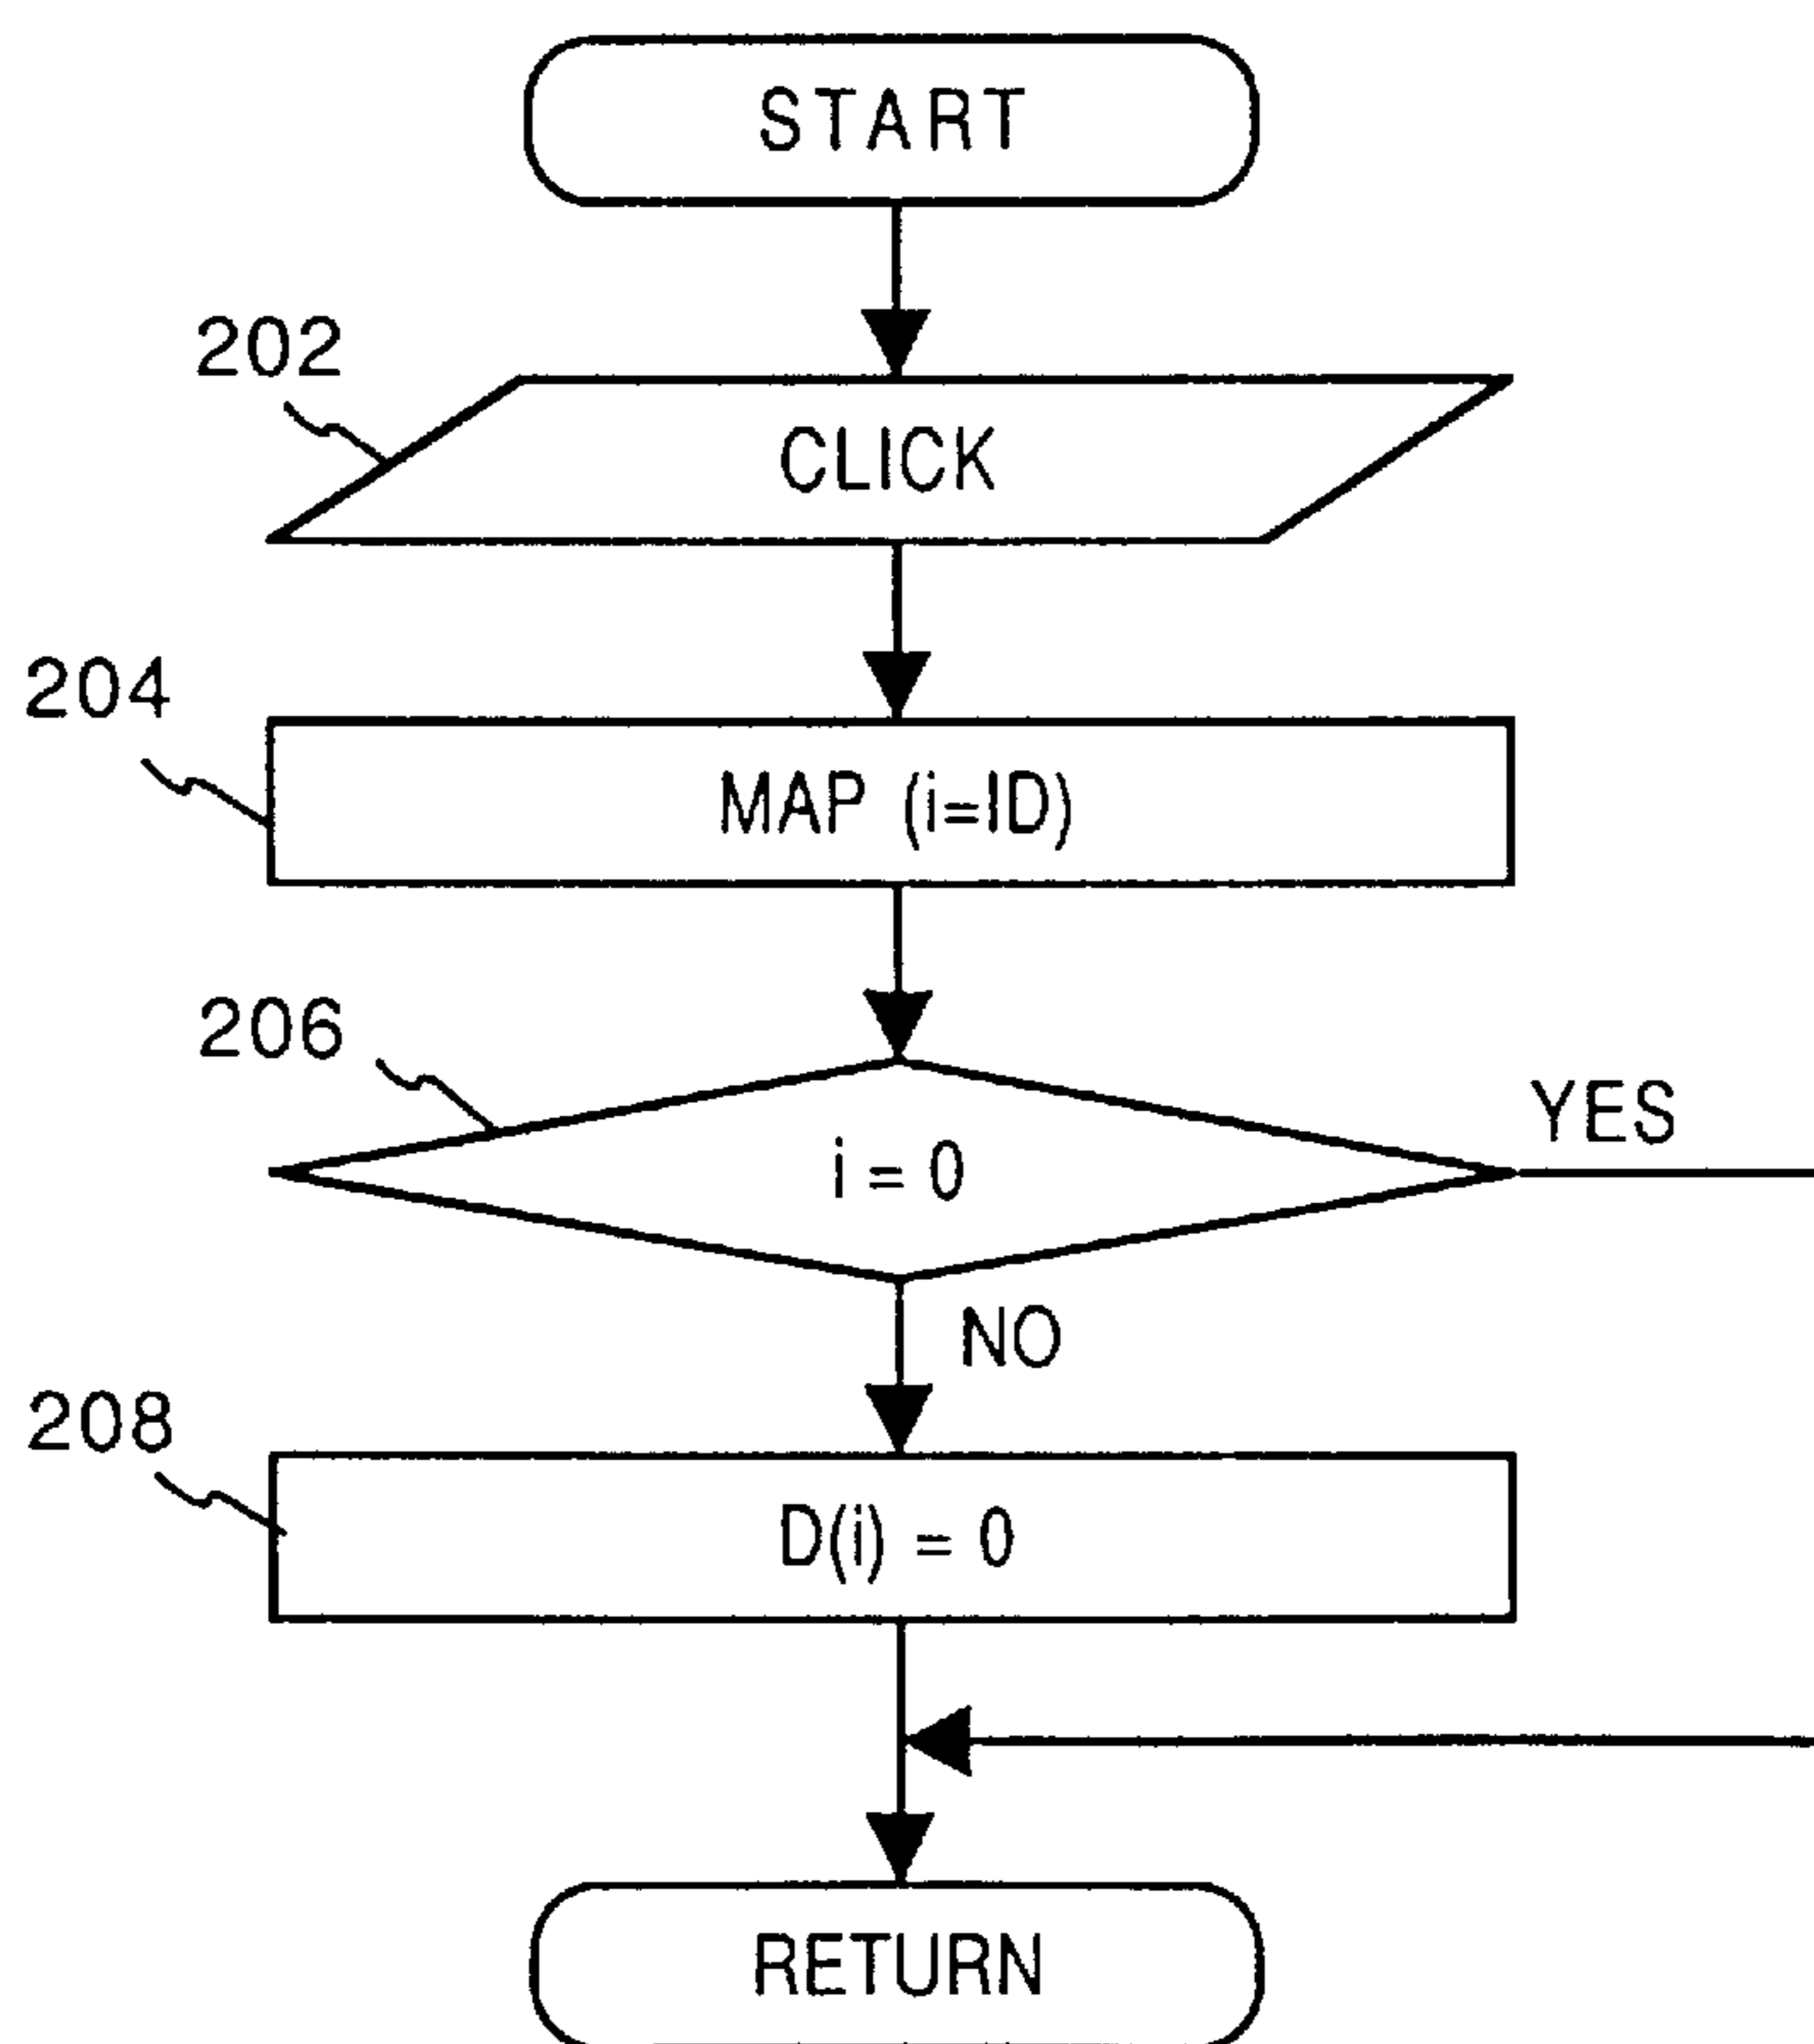 START
202
CLICK
204
MAP (i=ID)
206
YES
i = 0
NO
208
D(i) = 0
RETURN